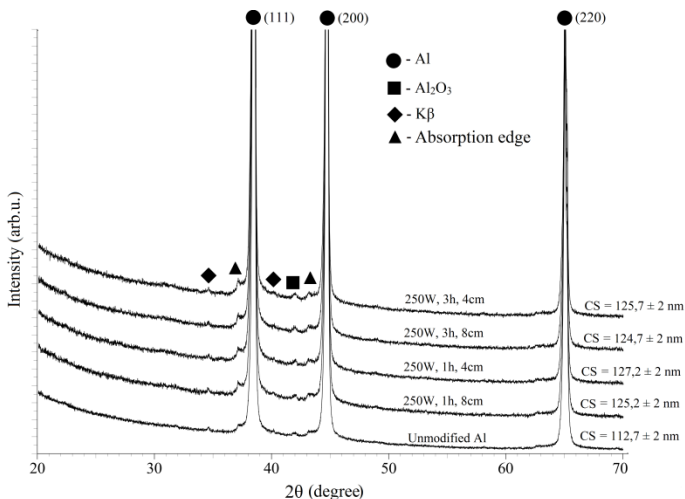 (111)
(200)
(220)
- Al
- Al₂O₃
- Kβ
- Absorption edge
Intensity (arb.u.)
250W, 3h, 4cm
CS = 125,7 ± 2 nm
250W, 3h, 8cm
CS = 124,7 ± 2 nm
250W, 1h, 4cm
CS = 127,2 ± 2 nm
250W, 1h, 8cm
CS = 125,2 ± 2 nm
Unmodified Al
CS = 112,7 ± 2 nm
20
30
40
50
60
70
2θ (degree)